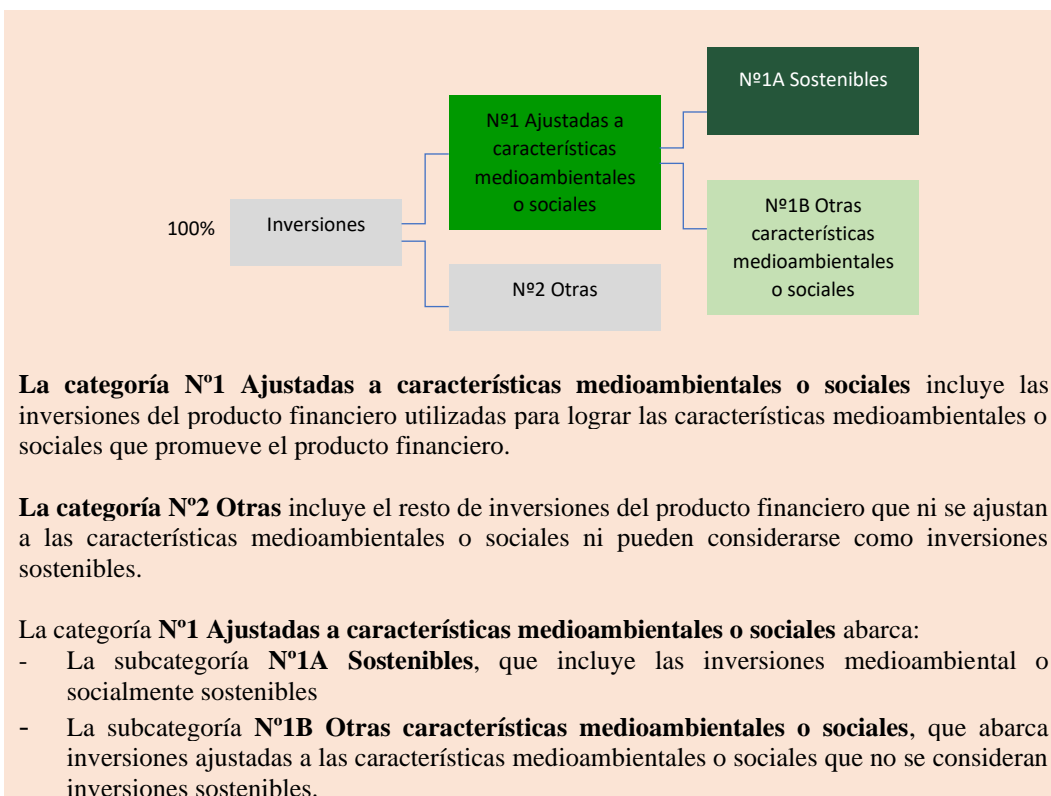 Nº1A Sostenibles
Nº1 Ajustadas a
características
medioambientales
o sociales
100%
Inversiones
Nº1B Otras
características
medioambientales
o sociales
Nº2 Otras
La categoría Nº1 Ajustadas a características medioambientales o sociales incluye las
inversiones del producto financiero utilizadas para lograr las características medioambientales o
sociales que promueve el producto financiero.
La categoría Nº2 Otras incluye el resto de inversiones del producto financiero que ni se ajustan
a las características medioambientales o sociales ni pueden considerarse como inversiones
sostenibles.
La categoría Nº1 Ajustadas a características medioambientales o sociales abarca:
- La subcategoría Nº1A Sostenibles, que incluye las inversiones medioambiental o
socialmente sostenibles
- La subcategoría Nº1B Otras características medioambientales o sociales, que abarca
inversiones ajustadas a las características medioambientales o sociales que no se consideran
inversiones sostenibles.